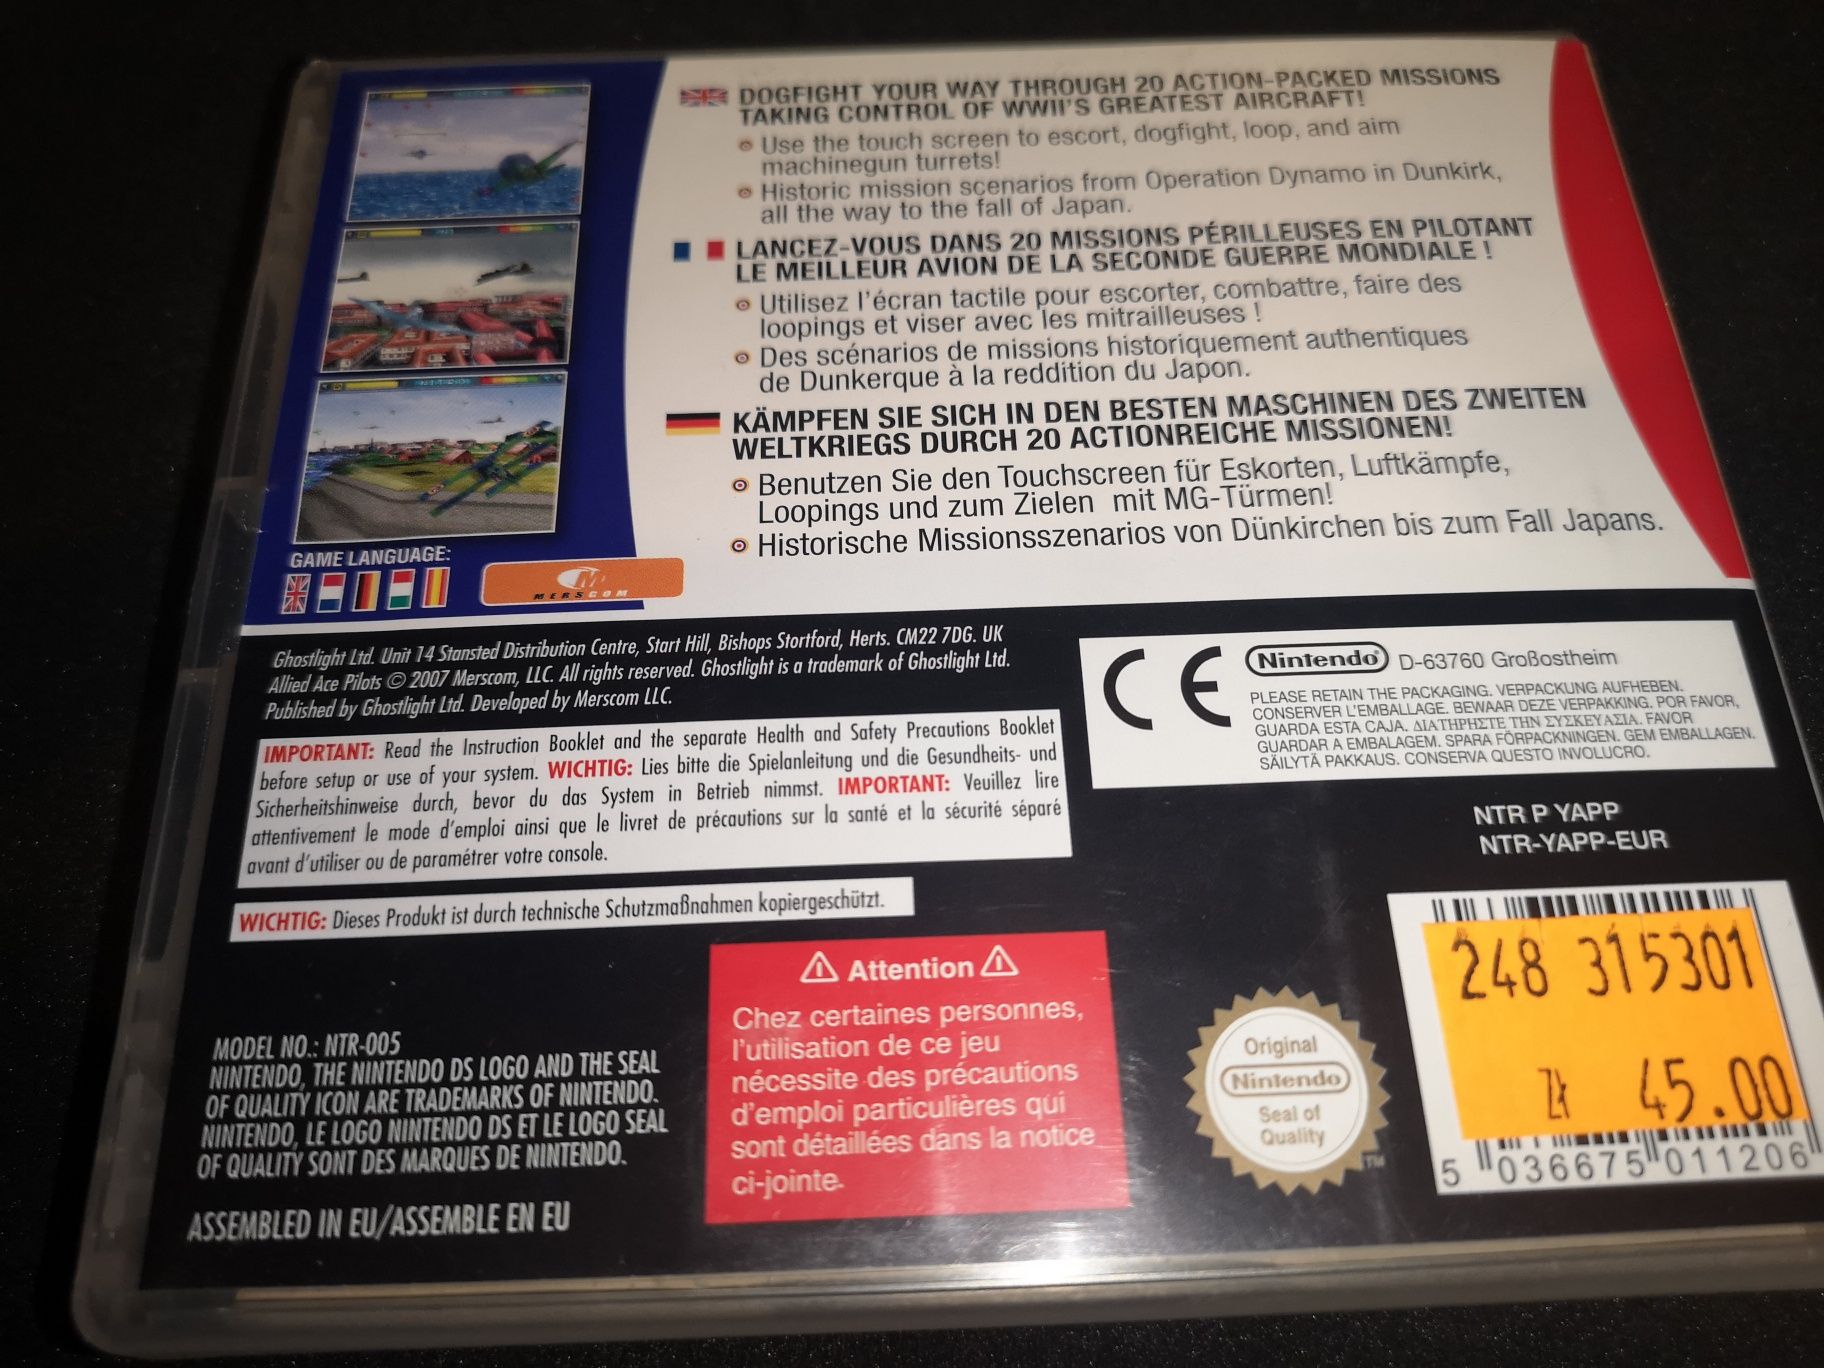 DOGFIGHT YOUR WAY THROUGH 20 ACTION-PACKED MISSIONS
TAKING CONTROL OF WWII'S GREATEST AIRCRAFT!
Use the touch screen to escort, dogfight, loop, and aim
machinegun turrets!
Historic mission scenarios from Operation Dynamo in Dunkirk,
all the way to the fall of Japan.
LANCEZ-VOUS DANS 20 MISSIONS PÉRILLEUSES EN PILOTANT
LE MEILLEUR AVION DE LA SECONDE GUERRE MONDIALE !
Utilisez l'écran tactile pour escorter, combattre, faire des
loopings et viser avec les mitrailleuses !
Des scénarios de missions historiquement authentiques
de Dunkerque à la reddition du Japon.
KÄMPFEN SIE SICH IN DEN BESTEN MASCHINEN DES ZWEITEN
WELTKRIEGS DURCH 20 ACTIONREICHE MISSIONEN!
Benutzen Sie den Touchscreen für Eskorten, Luftkämpfe,
Loopings und zum Zielen mit MG-Türmen!
Historische Missionsszenarios von Dünkirchen bis zum Fall Japans.
GAME LANGUAGE:
MERSCOM
Ghostlight Ltd. Unit 14 Stansted Distribution Centre, Start Hill, Bishops Stortford, Herts. CM22 7DG. UK
Allied Ace Pilots © 2007 Merscom, LLC. All rights reserved. Ghostlight is a trademark of Ghostlight Ltd.
Published by Ghostlight Ltd. Developed by Merscom LLC.
IMPORTANT: Read the Instruction Booklet and the separate Health and Safety Precautions Booklet
before setup or use of your system. WICHTIG: Lies bitte die Spielanleitung und die Gesundheits- und
Sicherheitshinweise durch, bevor du das System in Betrieb nimmst. IMPORTANT: Veuillez lire
attentivement le mode d'emploi ainsi que le livret de précautions sur la santé et la sécurité séparé
avant d'utiliser ou de paramétrer votre console.
WICHTIG: Dieses Produkt ist durch technische Schutzmaßnahmen kopiergeschützt.
CE
Nintendo D-63760 Großostheim
PLEASE RETAIN THE PACKAGING. VERPACKUNG AUFHEBEN.
CONSERVER L'EMBALLAGE. BEWAAR DEZE VERPAKKING. POR FAVOR,
GUARDA ESTA CAJA. ΔΙΑΤΗΡΗΣΤΕ ΤΗΝ ΣΥΣΚΕΥΑΣΙΑ. FAVOR
GUARDAR A EMBALAGEM. SPARA FÖRPACKNINGEN. GEM EMBALLAGEN.
SÄILYTÄ PAKKAUS. CONSERVA QUESTO INVOLUCRO.
NTR P YAPP
NTR-YAPP-EUR
248 315301
zł 45.00
5 036675 011206
Attention
Chez certaines personnes,
l'utilisation de ce jeu
nécessite des précautions
d'emploi particulières qui
sont détaillées dans la notice
ci-jointe.
Original
Nintendo
Seal of
Quality
TM
MODEL NO.: NTR-005
NINTENDO, THE NINTENDO DS LOGO AND THE SEAL
OF QUALITY ICON ARE TRADEMARKS OF NINTENDO.
NINTENDO, LE LOGO NINTENDO DS ET LE LOGO SEAL
OF QUALITY SONT DES MARQUES DE NINTENDO.
ASSEMBLED IN EU/ASSEMBLE EN EU